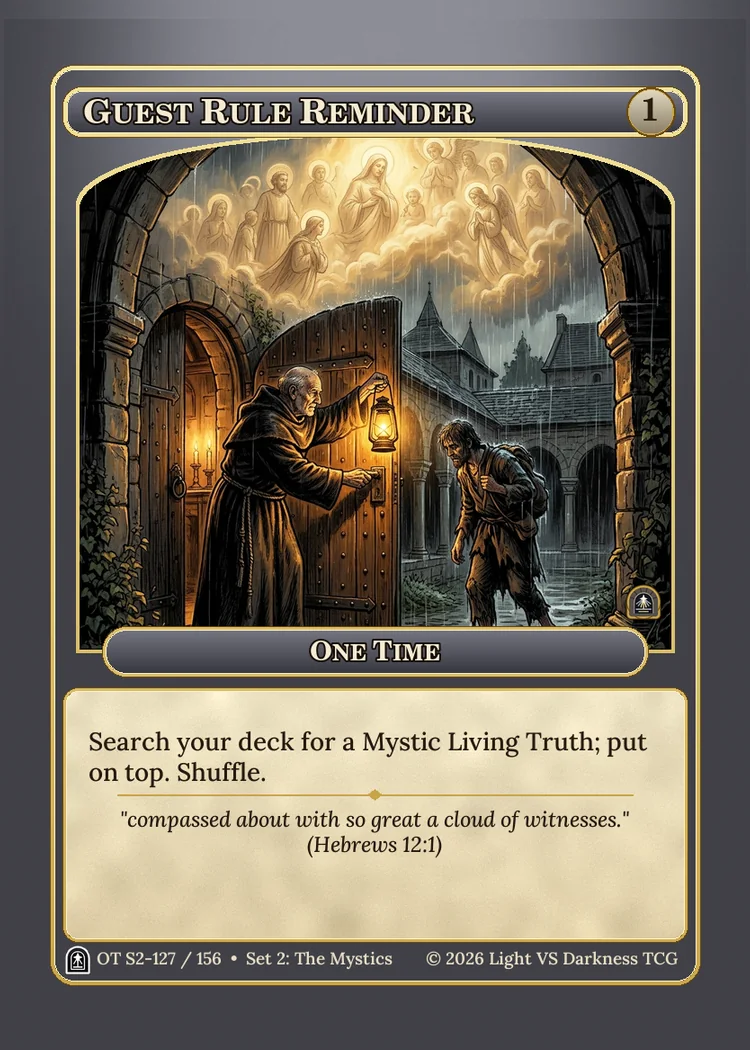 Guest Rule Reminder
1
One Time
Search your deck for a Mystic Living Truth; put
on top. Shuffle.
"compassed about with so great a cloud of witnesses."
(Hebrews 12:1)
OT S2-127 / 156 • Set 2: The Mystics © 2026 Light VS Darkness TCG